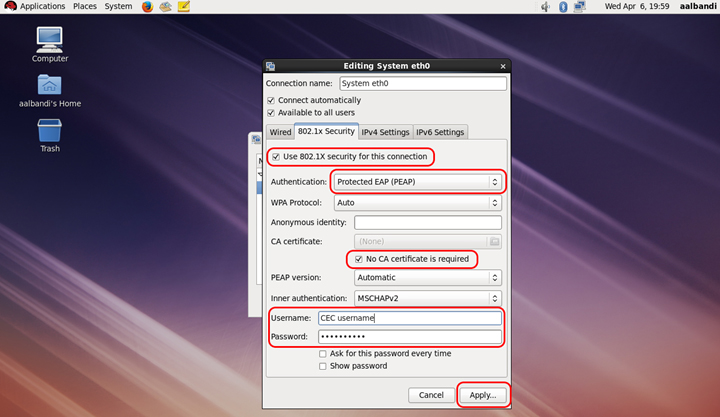 Applications Places System Wed Apr 6, 19:59 aalbandi
Computer
aalbandi's Home
Trash
Editing System eth0
Connection name: System eth0
Connect automatically
Available to all users
Wired 802.1x Security IPv4 Settings IPv6 Settings
Use 802.1X security for this connection
Authentication: Protected EAP (PEAP)
WPA Protocol: Auto
Anonymous identity:
CA certificate: (None)
No CA certificate is required
PEAP version: Automatic
Inner authentication: MSCHAPv2
Username: CEC username
Password: ••••••••••
Ask for this password every time
Show password
Cancel Apply...